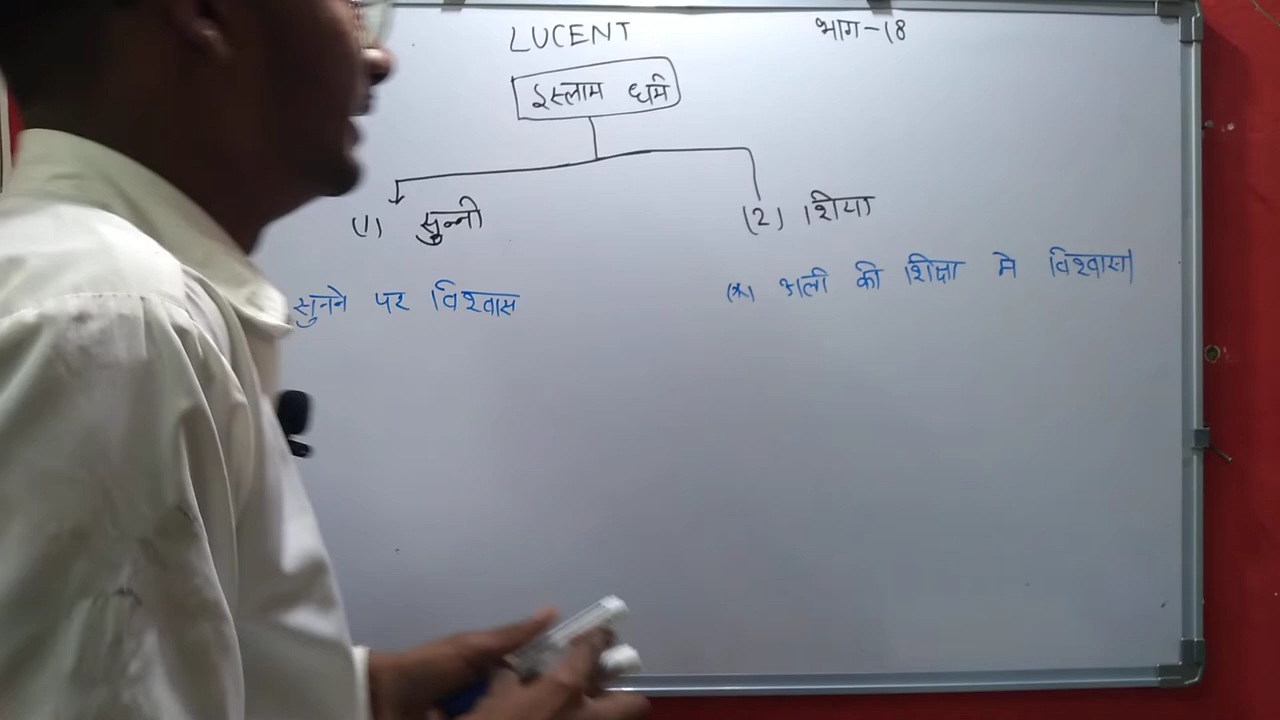 LUCENT भाग-18
इस्लाम धर्म
(1) सुन्नी (2) शिया
सुनने पर विश्वास (क) अली की शिक्षा मे विश्वास।